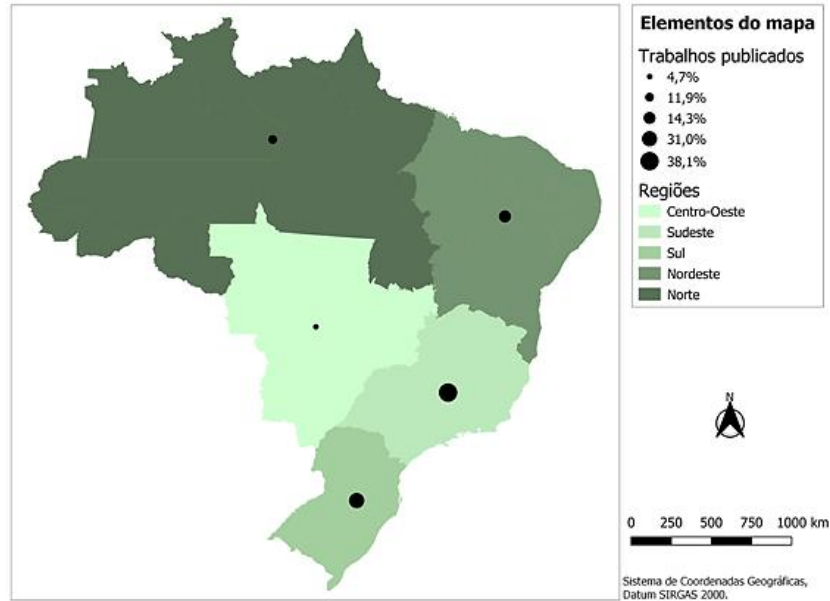 Elementos do mapa
Trabalhos publicados
4,7%
11,9%
14,3%
31,0%
38,1%
Regiões
Centro-Oeste
Sudeste
Sul
Nordeste
Norte
N
0 250 500 750 1000 km
Sistema de Coordenadas Geográficas,
Datum SIRGAS 2000.